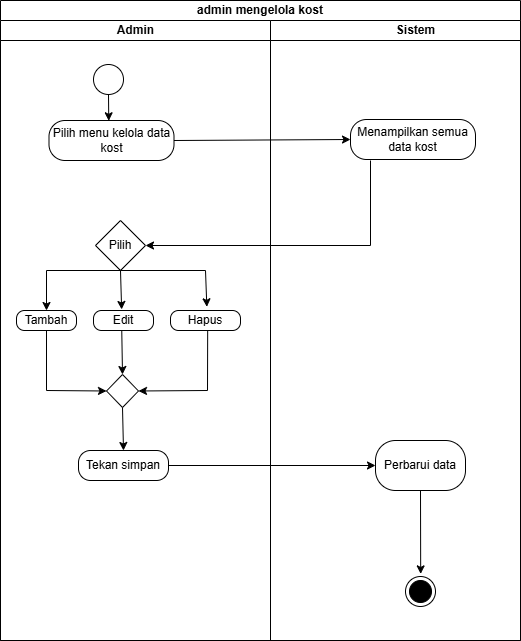 admin mengelola kost
Admin
Sistem
Pilih menu kelola data
kost
Menampilkan semua
data kost
Pilih
Tambah
Edit
Hapus
Tekan simpan
Perbarui data